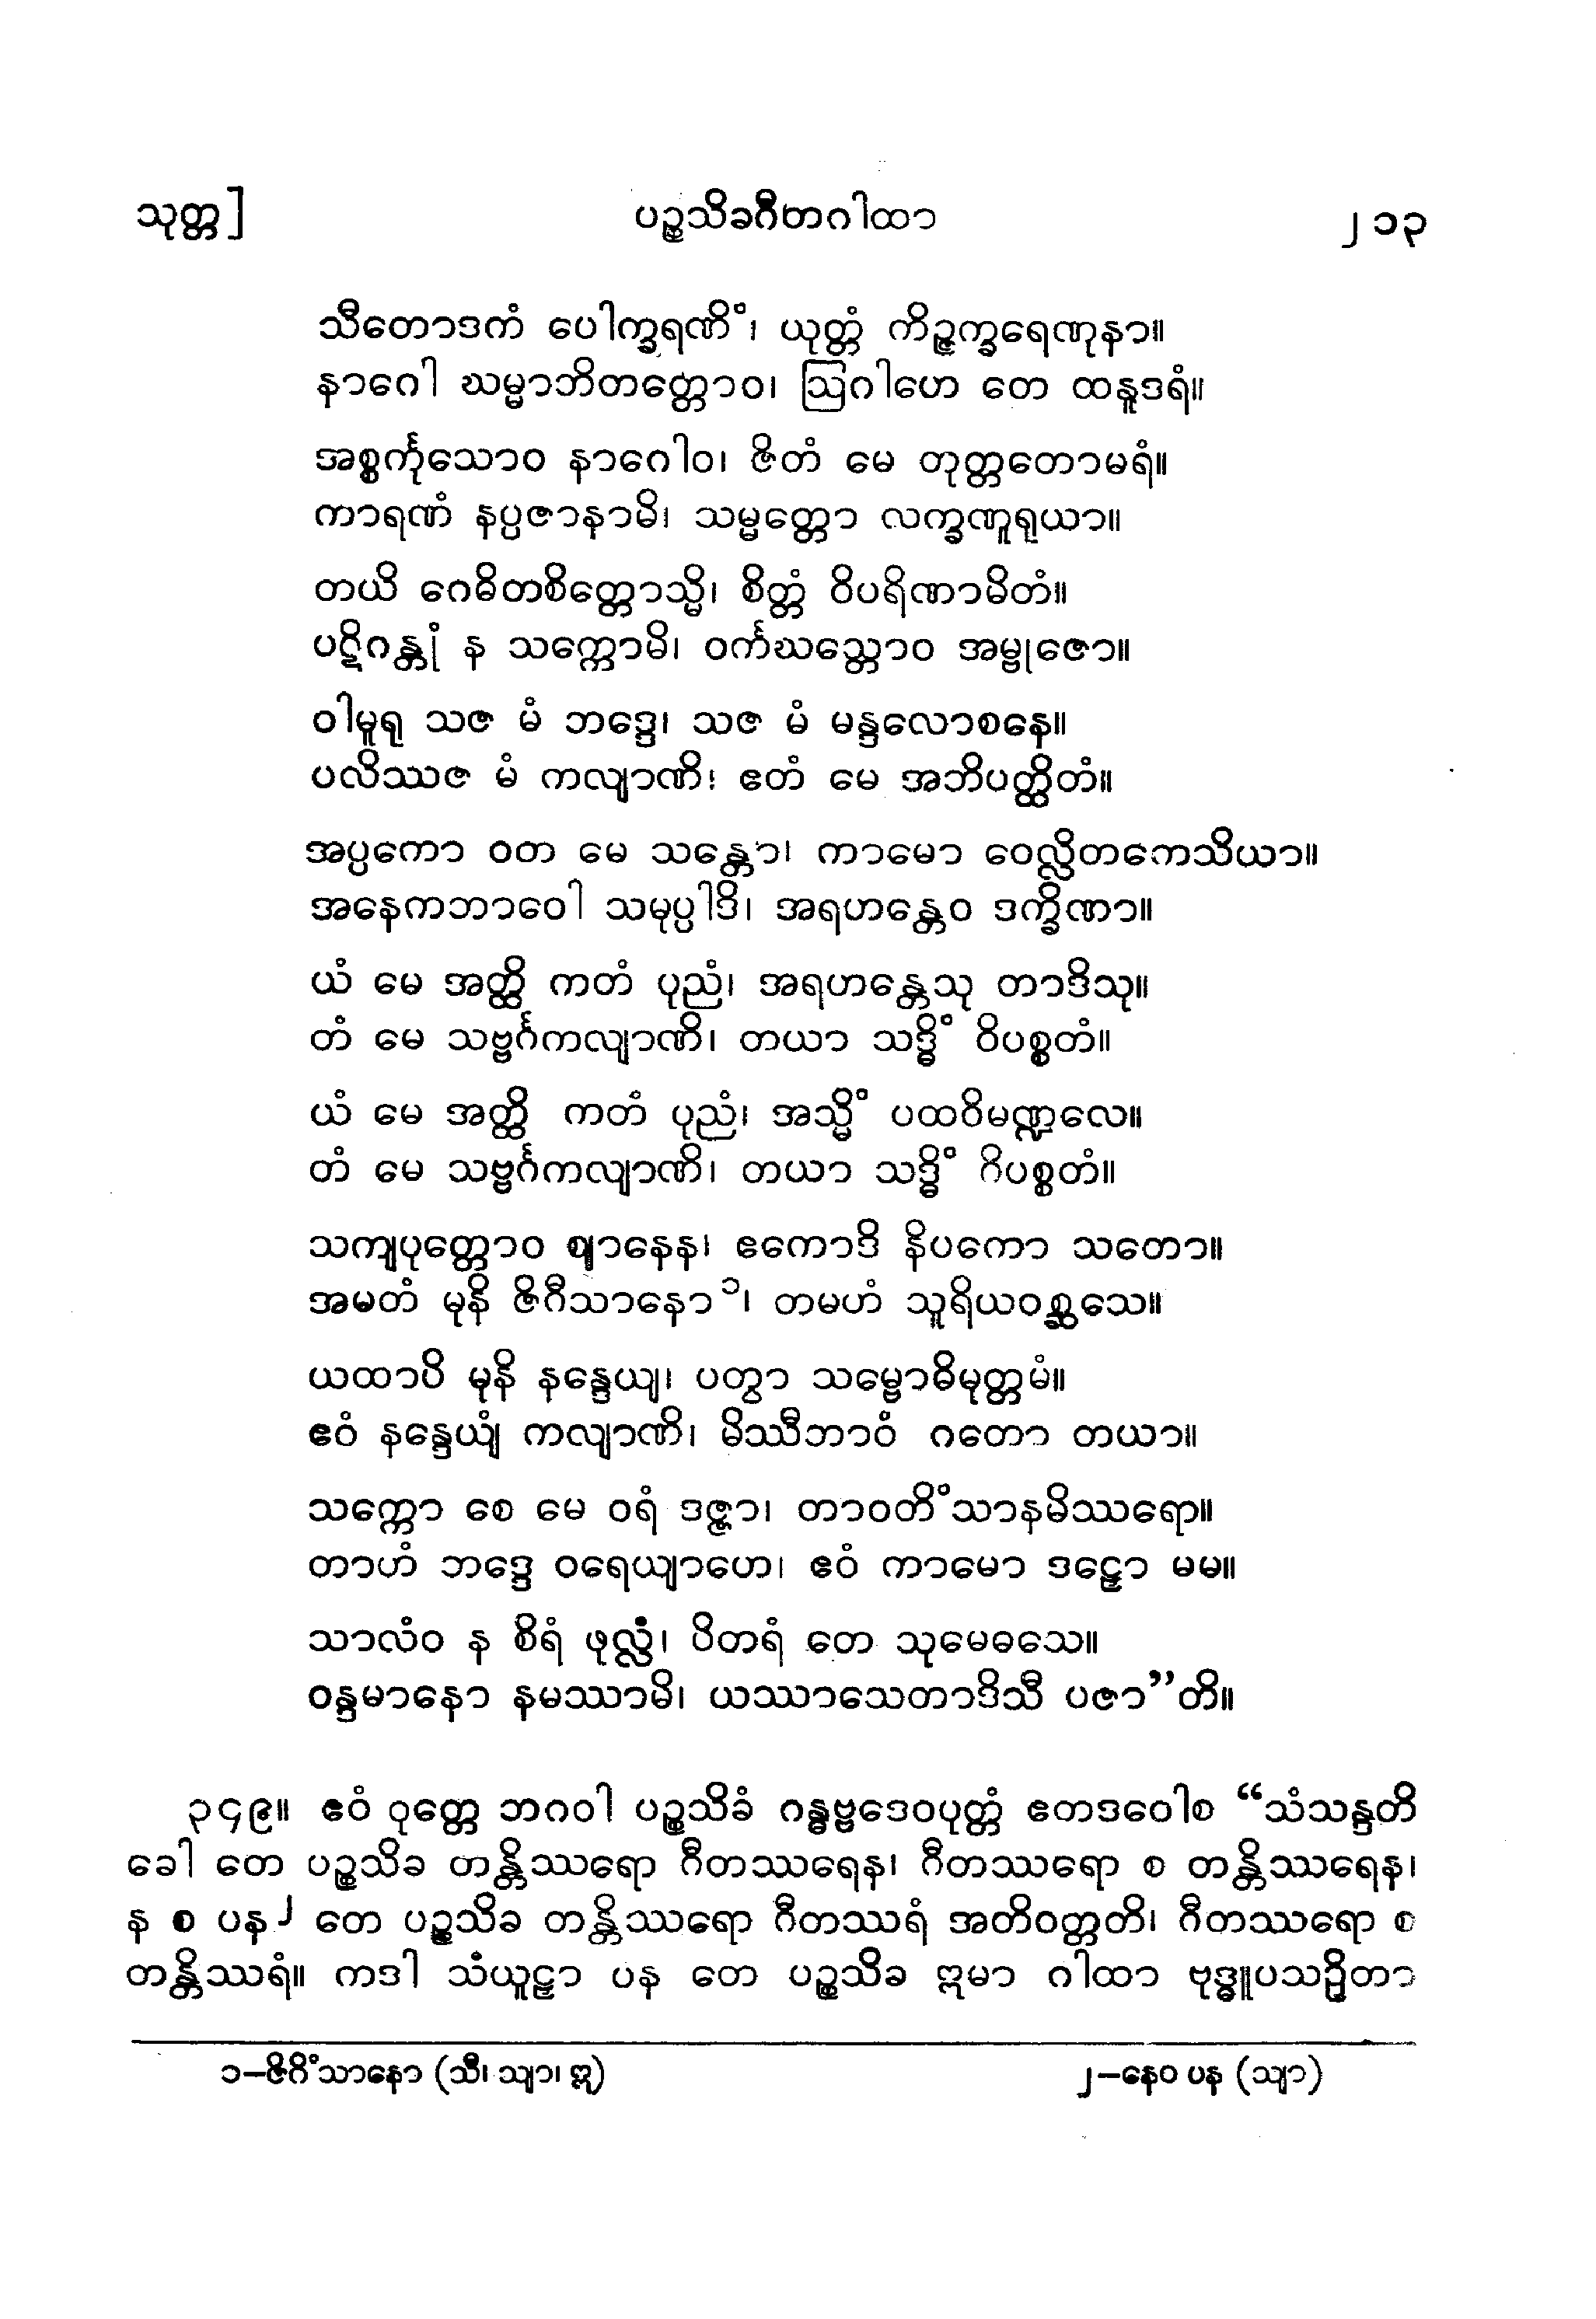 သုတ္တ]
ပဉ္စသိခဂီတဂါထာ
၂၁၃
သီတောဒကံ ပေါက္ခရဏိံ၊ ယုတ္တံ ကိဉ္ဇက္ခရေဏုနာ။
နာဂေါ ဃမ္မာဘိတတ္တောဝ၊ ဩဂါဟေ တေ ထနူဒရံ။
အစ္စင်္ကုသောဝ နာဂေါဝ၊ ဇိတံ မေ တုတ္တတောမရံ။
ကာရဏံ နပ္ပဇာနာမိ၊ သမ္မတ္တော လက္ခဏူရုယာ။
တယိ ဂေဓိတစိတ္တောသ္မိ၊ စိတ္တံ ဝိပရိဏာမိတံ။
ပဋိဂန္တုံ န သက္ကောမိ၊ ဝင်္ကဃသ္တောဝ အမ္ဗုဇော။
ဝါမူရု သဇ မံ ဘဒ္ဒေ၊ သဇ မံ မန္ဒလောစနေ။
ပလိဿဇ မံ ကလျာဏိ၊ ဧတံ မေ အဘိပတ္ထိတံ။
အပ္ပကော ဝတ မေ သန္တော၊ ကာမော ဝေလ္လိတကေသိယာ။
အနေကဘာဝေါ သမုပ္ပါဒိ၊ အရဟန္တေဝ ဒက္ခိဏာ။
ယံ မေ အတ္ထိ ကတံ ပုညံ၊ အရဟန္တေသု တာဒိသု။
တံ မေ သဗ္ဗင်္ဂကလျာဏိ၊ တယာ သဒ္ဓိံ ဝိပစ္စတံ။
ယံ မေ အတ္ထိ ကတံ ပုညံ၊ အသ္မိံ ပထဝိမဏ္ဍလေ။
တံ မေ သဗ္ဗင်္ဂကလျာဏိ၊ တယာ သဒ္ဓိံ ဂိပစ္စတံ။
သကျပုတ္တောဝ ဈာနေန၊ ဧကောဒိ နိပကော သတော။
အမတံ မုနိ ဇိဂီသာနော၁၊ တမဟံ သူရိယဝစ္ဆသေ။
ယထာပိ မုနိ နန္ဒေယျ၊ ပတွာ သမ္ဗောဓိမုတ္တမံ။
ဧဝံ နန္ဒေယျံ ကလျာဏိ၊ မိဿီဘာဝံ ဂတော တယာ။
သက္ကော စေ မေ ဝရံ ဒဇ္ဇာ၊ တာဝတိံသာနမိဿရော။
တာဟံ ဘဒ္ဒေ ဝရေယျာဟေ၊ ဧဝံ ကာမော ဒဠှော မမ။
သာလံဝ န စိရံ ဖုလ္လံ၊ ပိတရံ တေ သုမေဓသေ။
ဝန္ဒမာနော နမဿာမိ၊ ယဿာသေတာဒိသီ ပဇာ”တိ။
၃၄၉။ ဧဝံ ဝုတ္တေ ဘဂဝါ ပဉ္စသိခံ ဂန္ဓဗ္ဗဒေဝပုတ္တံ ဧတဒဝေါစ “သံသန္ဒတိ
ခေါ တေ ပဉ္စသိခ တန္တိဿရော ဂီတဿရေန၊ ဂီတဿရော စ တန္တိဿရေန၊
န စ ပန၂ တေ ပဉ္စသိခ တန္တိဿရော ဂီတဿရံ အတိဝတ္တတိ၊ ဂီတဿရော စ
တန္တိဿရံ။ ကဒါ သံယူဠှာ ပန တေ ပဉ္စသိခ ဣမာ ဂါထာ ဗုဒ္ဓူပသဉှိတာ
၁–ဇိဂိံသာနော (သီ၊ သျာ၊ ဣ)
၂–နေဝ ပန (သျာ)